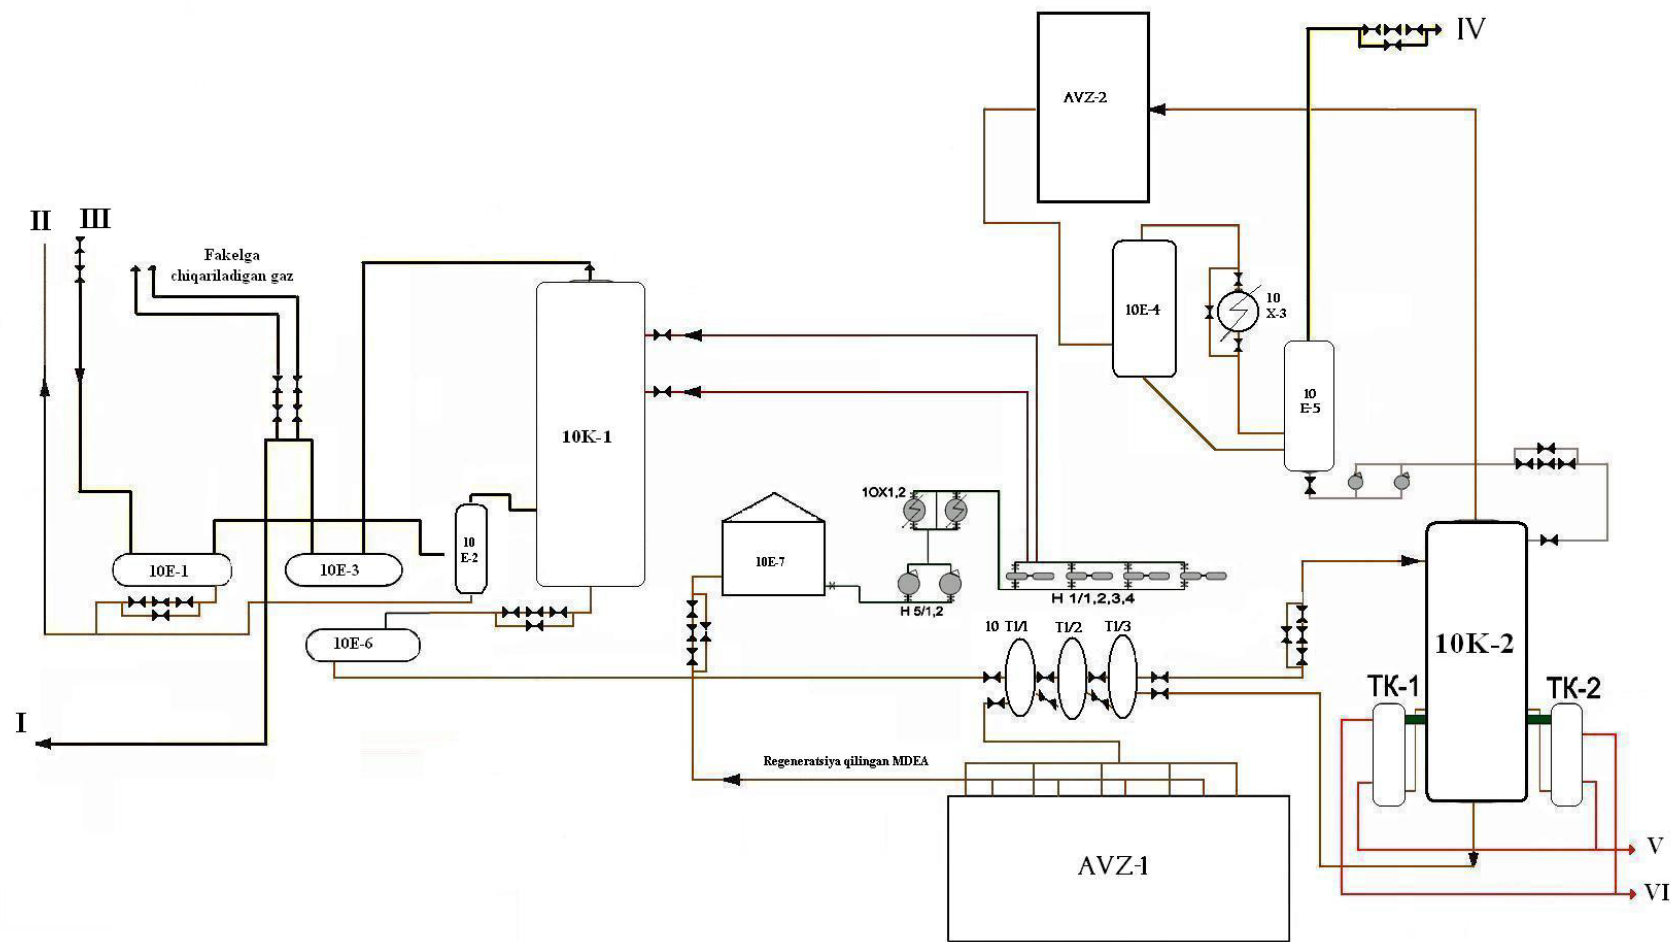 IV
AVZ-2
II
III
Fakelga
chiqariladigan gaz
10E-4
10
X-3
10
E-5
10K-1
10X1,2
10
E-2
10E-1
10E-3
10E-7
H 5/1,2
H 1/1,2,3,4
10 T1/1
T1/2
T1/3
10E-6
10K-2
TK-1
TK-2
I
Regeneratsiya qilingan MDEA
AVZ-1
V
VI